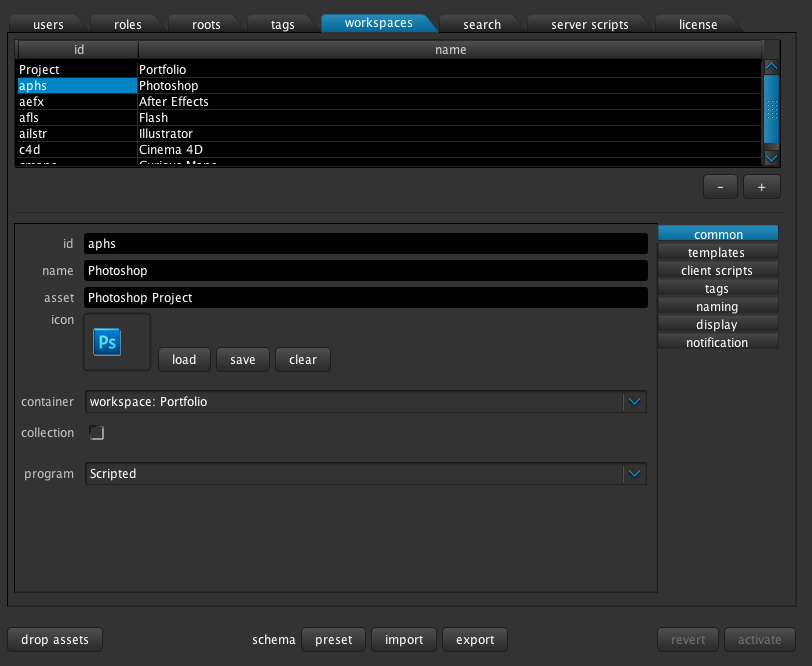 users roles roots tags workspaces search server scripts license
id name
Project Portfolio
aphs Photoshop
aefx After Effects
afls Flash
ailstr Illustrator
c4d Cinema 4D
- +
id aphs
name Photoshop
asset Photoshop Project
icon Ps
load save clear
container workspace: Portfolio
collection
program Scripted
common
templates
client scripts
tags
naming
display
notification
drop assets schema preset import export revert activate